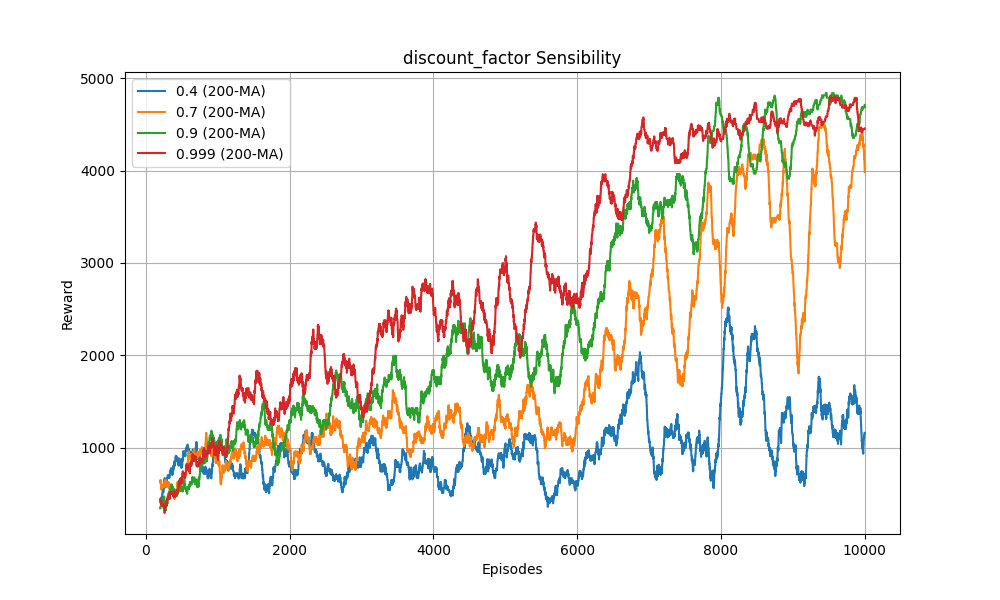 discount_factor Sensibility
0.4 (200-MA)
0.7 (200-MA)
0.9 (200-MA)
0.999 (200-MA)
5000
4000
3000
2000
1000
Reward
0 2000 4000 6000 8000 10000
Episodes